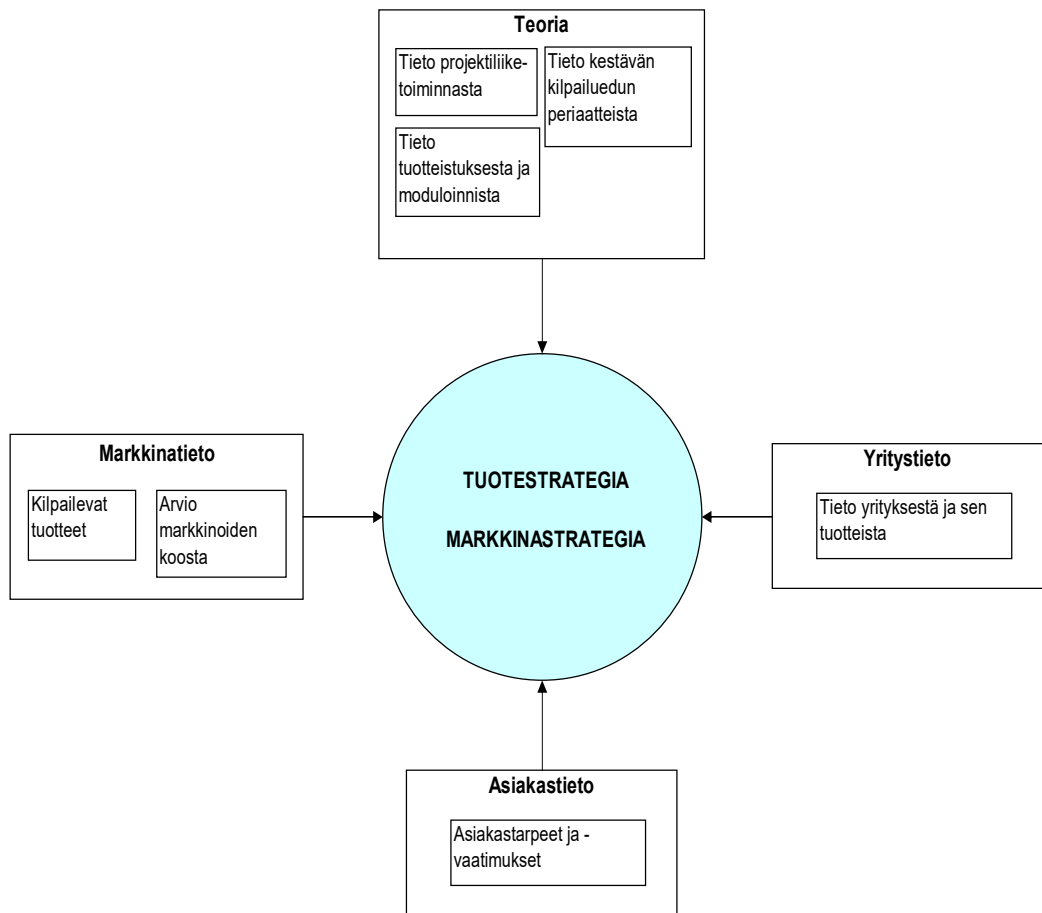 Teoria
Tieto projektiliike-
toiminnasta
Tieto kestävän
kilpailuedun
periaatteista
Tieto
tuotteistuksesta ja
moduloinnista
Markkinatieto
Kilpailevat
tuotteet
Arvio
markkinoiden
koosta
TUOTESTRATEGIA
MARKKINASTRATEGIA
Yritystieto
Tieto yrityksestä ja sen
tuotteista
Asiakastieto
Asiakastarpeet ja -
vaatimukset